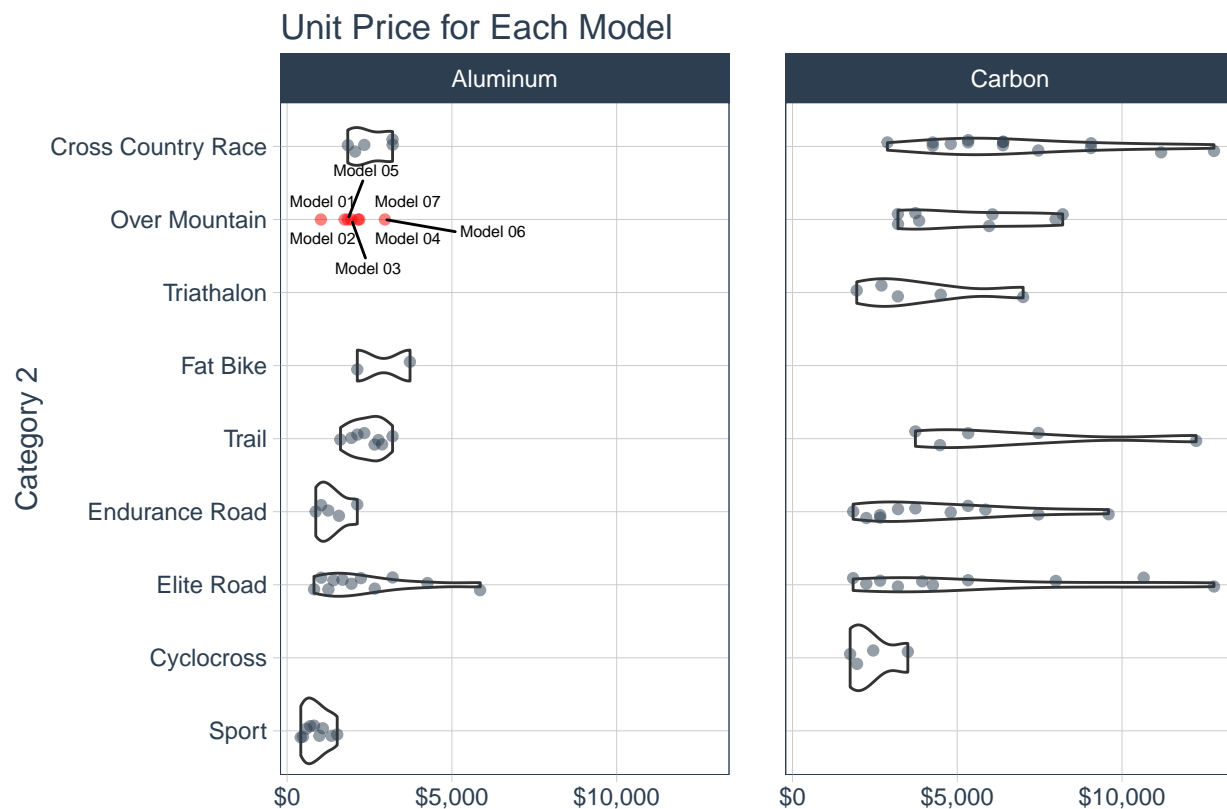 Unit Price for Each Model
Aluminum
Carbon
Category 2
Cross Country Race
Over Mountain
Triathalon
Fat Bike
Trail
Endurance Road
Elite Road
Cyclocross
Sport
Model 05
Model 01
Model 07
Model 02
Model 04
Model 06
Model 03
$0
$5,000
$10,000
$0
$5,000
$10,000